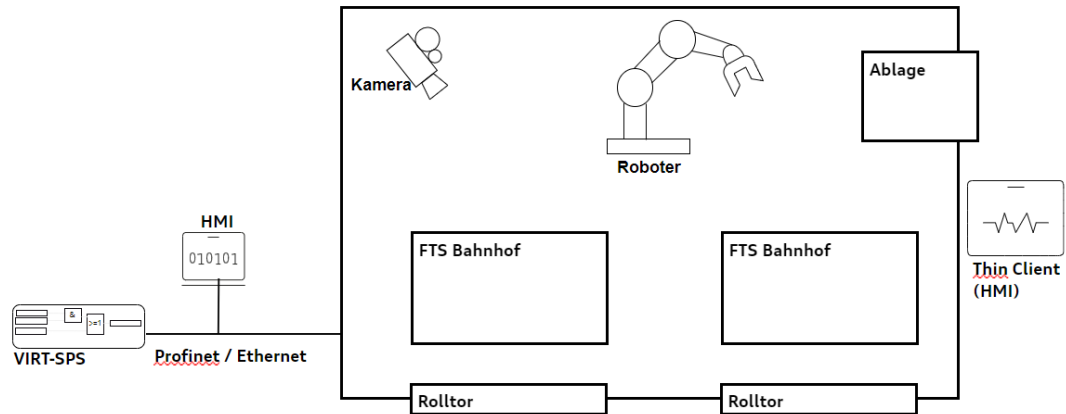 Kamera
Roboter
Ablage
HMI
010101
FTS Bahnhof
FTS Bahnhof
Thin Client
(HMI)
&
>=1
VIRT-SPS
Profinet / Ethernet
Rolltor
Rolltor